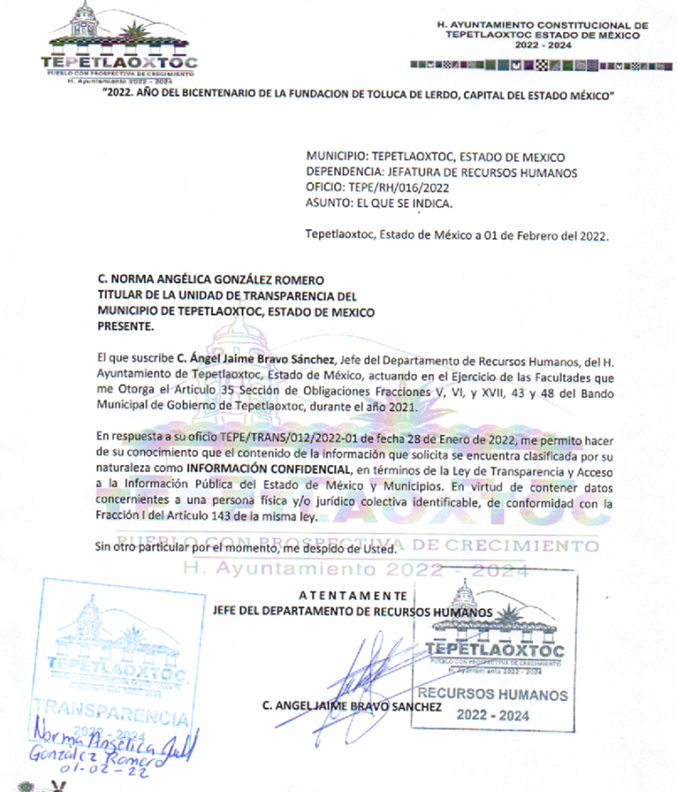 TEPETLAOXTOC
PUEBLO CON PROSPECTIVA DE CRECIMIENTO
H. Ayuntamiento 2022 - 2024
H. AYUNTAMIENTO CONSTITUCIONAL DE
TEPETLAOXTOC ESTADO DE MÉXICO
2022 - 2024
“2022. AÑO DEL BICENTENARIO DE LA FUNDACION DE TOLUCA DE LERDO, CAPITAL DEL ESTADO MÉXICO”
MUNICIPIO: TEPETLAOXTOC, ESTADO DE MEXICO
DEPENDENCIA: JEFATURA DE RECURSOS HUMANOS
OFICIO: TEPE/RH/016/2022
ASUNTO: EL QUE SE INDICA.
Tepetlaoxtoc, Estado de México a 01 de Febrero del 2022.
C. NORMA ANGÉLICA GONZÁLEZ ROMERO
TITULAR DE LA UNIDAD DE TRANSPARENCIA DEL
MUNICIPIO DE TEPETLAOXTOC, ESTADO DE MEXICO
PRESENTE.
El que suscribe C. Ángel Jaime Bravo Sánchez, Jefe del Departamento de Recursos Humanos, del H.
Ayuntamiento de Tepetlaoxtoc, Estado de México, actuando en el Ejercicio de las Facultades que
me Otorga el Articulo 35 Sección de Obligaciones Fracciones V, VI, y XVII, 43 y 48 del Bando
Municipal de Gobierno de Tepetlaoxtoc, durante el año 2021.
En respuesta a su oficio TEPE/TRANS/012/2022-01 de fecha 28 de Enero de 2022, me permito hacer
de su conocimiento que el contenido de la información que solicita se encuentra clasificada por su
naturaleza como INFORMACIÓN CONFIDENCIAL, en términos de la Ley de Transparencia y Acceso
a la Información Pública del Estado de México y Municipios. En virtud de contener datos
concernientes a una persona física y/o jurídico colectiva identificable, de conformidad con la
Fracción I del Artículo 143 de la misma ley.
TEPETLAOXTOC
PUEBLO CON PROSPECTIVA DE CRECIMIENTO
Sin otro particular por el momento, me despido de Usted.
H. Ayuntamiento 2022 - 2024
A T E N T A M E N T E
JEFE DEL DEPARTAMENTO DE RECURSOS HUMANOS
TEPETLAOXTOC
PUEBLO CON PROSPECTIVA DE CRECIMIENTO
H. Ayuntamiento 2022 - 2024
RECURSOS HUMANOS
2022 - 2024
C. ANGEL JAIME BRAVO SANCHEZ
TEPETLAOXTOC
TRANSPARENCIA
2022 - 2024
Norma Angélica
González Romero
01-02-22